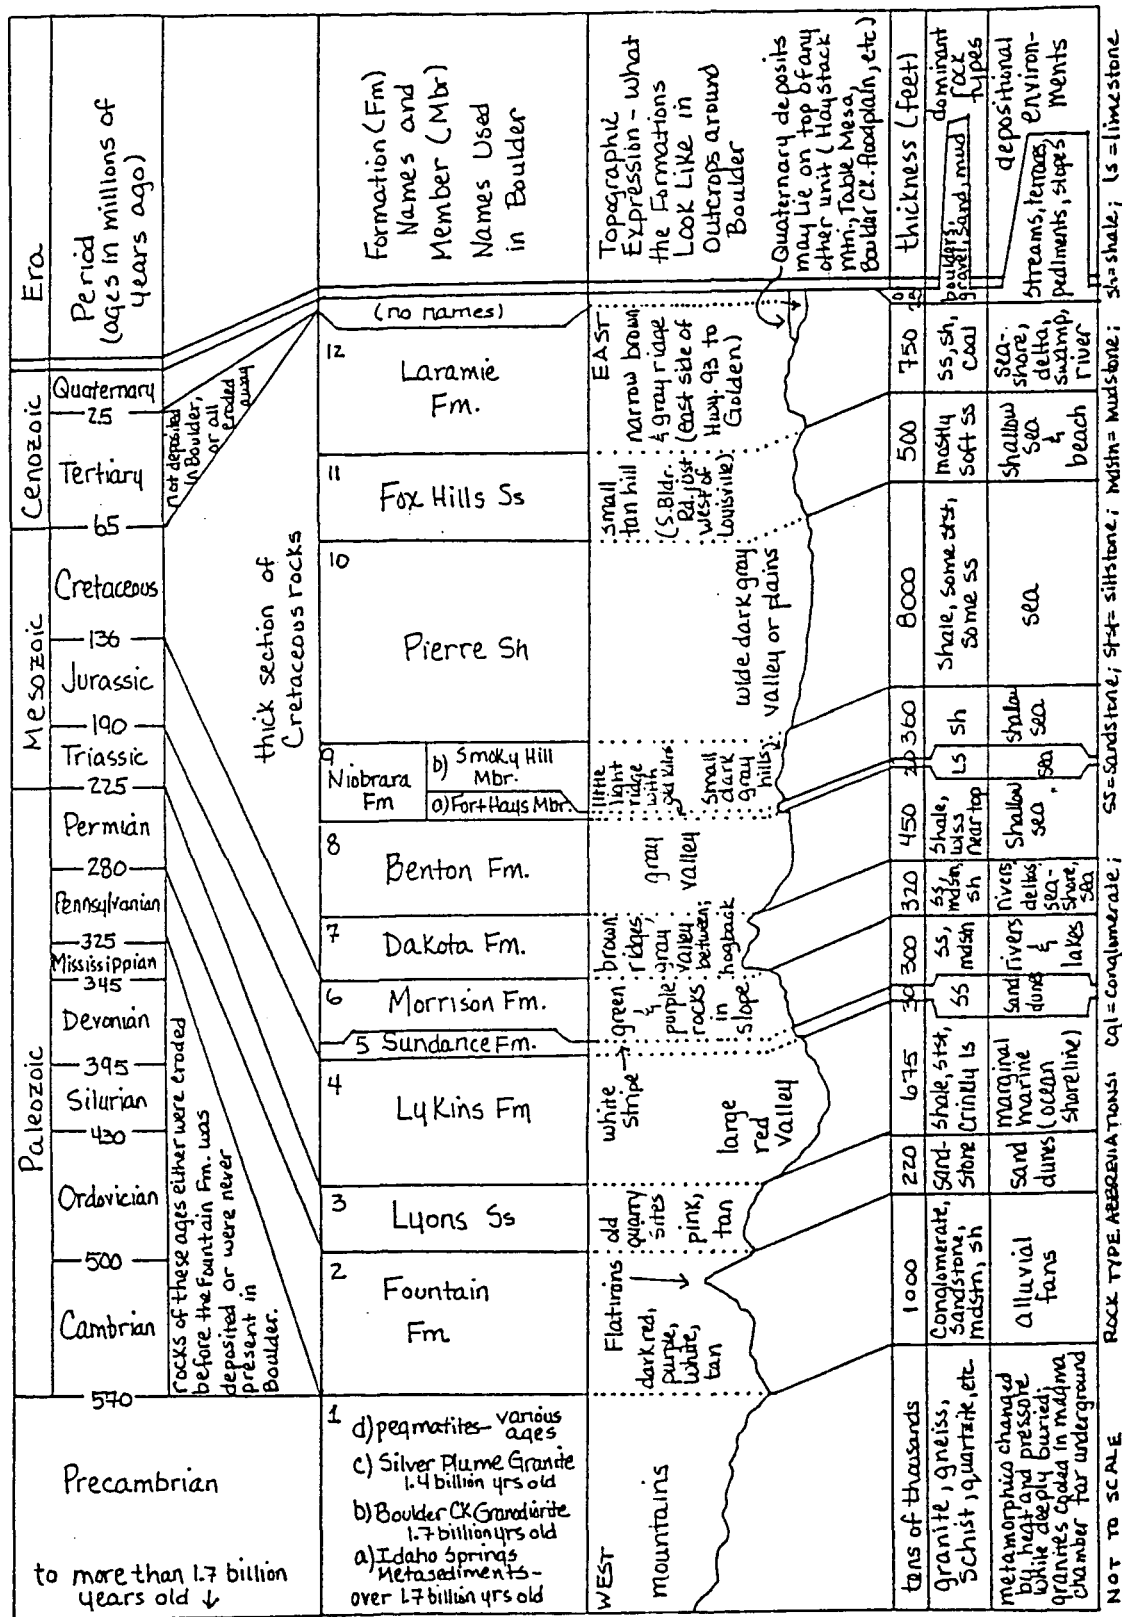 Era
Period
(ages in millions of
years ago)
Formation (Fm)
Names and
Member (Mbr)
Names Used
in Boulder
Topographic
Expression - what
the Formations
Look Like in
Outcrops around
Boulder
Quaternary deposits
may lie on top of any
other unit (Haystack
Mtn., Table Mesa,
Boulder CK. floodplain, etc)
thickness (feet)
dominant
rock
types
depositional
environ-
ments
Cenozoic
Quaternary
2.5
Tertiary
65
not deposited
in Boulder,
or all
eroded
away
Mesozoic
Cretaceous
136
Jurassic
190
Triassic
225
thick section of
Cretaceous rocks
Paleozoic
Permian
280
Pennsylvanian
325
Mississippian
345
Devonian
395
Silurian
430
Ordovician
500
Cambrian
570
rocks of these ages either were eroded
before the Fountain Fm. was
deposited or were never
present in
Boulder.
Precambrian
to more than 1.7 billion
years old ↓
(no names)
boulders,
gravel, sand, mud
streams, terraces,
pediments, slopes
12
Laramie
Fm.
EAST
narrow brown
& gray ridge
(east side of
Hwy. 93 to
Golden)
750
ss, sh,
coal
sea-
shore,
delta,
swamp,
river
11
Fox Hills Ss
small
tan hill
(S. Bldr.
Rd. just
west of
Louisville)
500
mostly
soft ss
shallow
sea
&
beach
10
Pierre Sh
wide dark gray
valley or plains
8000
Shale, some stst,
some ss
sea
9
Niobrara
Fm
b) Smoky Hill
Mbr.
a) Fort Hays Mbr.
little
light
ridge
with
old kilns
small
dark
gray
hills
360
sh
shallow
sea
20
LS
sea
8
Benton Fm.
gray
valley
450
Shale,
w/ss
near top
Shallow
sea
7
Dakota Fm.
brown
ridges,
gray
valley
between;
hogback
320
ss,
mdstn,
sh
rivers,
deltas,
sea-
shore,
sea
6
Morrison Fm.
green
&
purple
rocks
in
slope
300
ss,
mdstn
rivers
&
lakes
5 Sundance Fm.
white
stripe
30
SS
Sand
dunes
4
Lykins Fm
large
red
valley
675
shale, stst,
crinkly ls
marginal
marine
(ocean
shoreline)
3
Lyons Ss
old
quarry
sites
pink,
tan
220
Sand-
stone
Sand
dunes
2
Fountain
Fm
Flatirons
dark red,
purple,
white,
tan
1000
Conglomerate,
sandstone,
mdstn, sh
alluvial
fans
1
d) pegmatites - various
ages
c) Silver Plume Granite
1.4 billion yrs old
b) Boulder CK Granodiorite
1.7 billion yrs old
a) Idaho Springs
Metasediments -
over 1.7 billion yrs old
WEST
mountains
tens of thousands
granite, gneiss,
schist, quartzite, etc.
metamorphics changed
by heat and pressure
while deeply buried;
granites cooled in magma
chamber far underground
NOT TO SCALE
ROCK TYPE ABBREVIATIONS: Cgl = Conglomerate; SS = Sandstone; stst = siltstone; mdstn = mudstone; sh = shale; ls = limestone